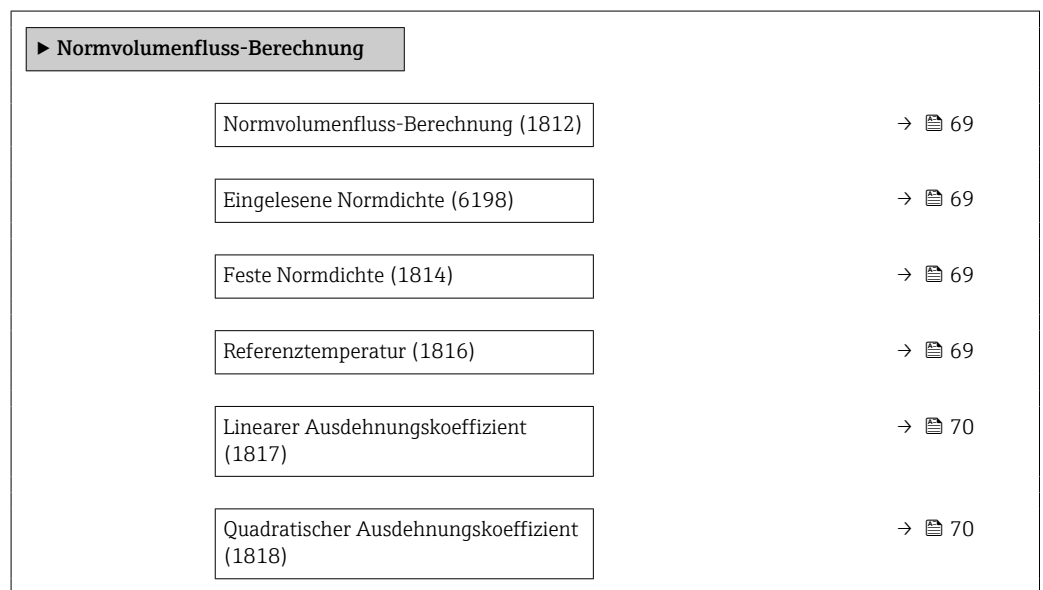 ▶ Normvolumenfluss-Berechnung
Normvolumenfluss-Berechnung (1812) → 69
Eingelesene Normdichte (6198) → 69
Feste Normdichte (1814) → 69
Referenztemperatur (1816) → 69
Linearer Ausdehnungskoeffizient → 70
(1817)
Quadratischer Ausdehnungskoeffizient → 70
(1818)